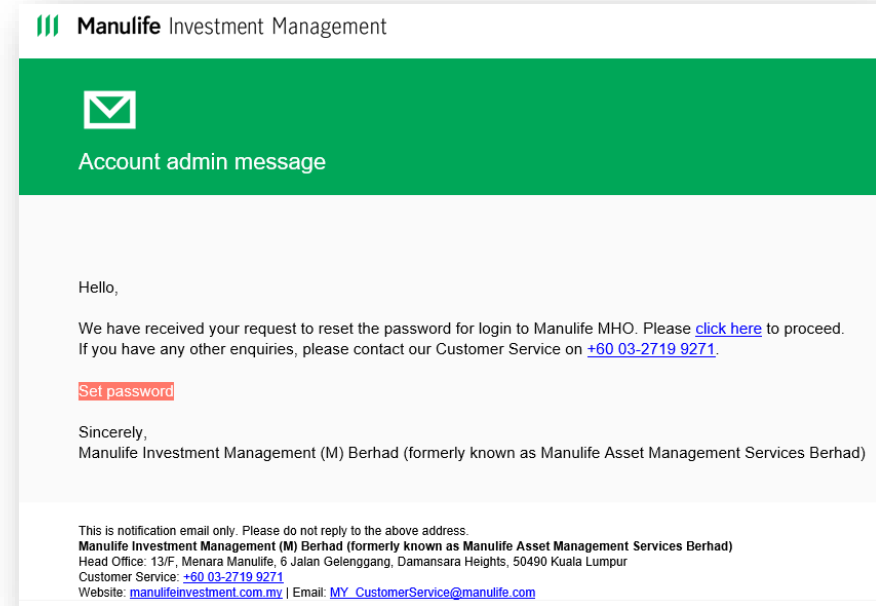 Manulife Investment Management
Account admin message
Hello,
We have received your request to reset the password for login to Manulife MHO. Please click here to proceed.
If you have any other enquiries, please contact our Customer Service on +60 03-2719 9271.
Set password
Sincerely,
Manulife Investment Management (M) Berhad (formerly known as Manulife Asset Management Services Berhad)
This is notification email only. Please do not reply to the above address.
Manulife Investment Management (M) Berhad (formerly known as Manulife Asset Management Services Berhad)
Head Office: 13/F, Menara Manulife, 6 Jalan Gelenggang, Damansara Heights, 50490 Kuala Lumpur
Customer Service: +60 03-2719 9271
Website: manulifeinvestment.com.my | Email: MY_CustomerService@manulife.com